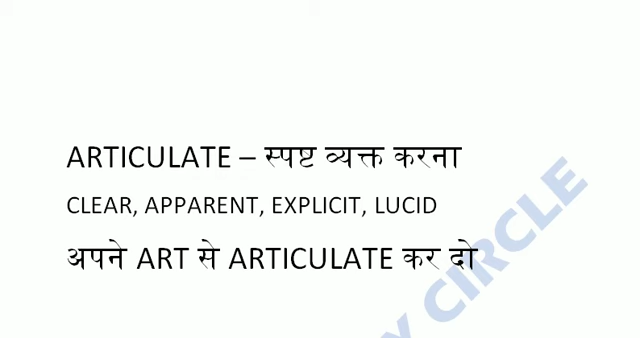 ARTICULATE – स्पष्ट व्यक्त करना
CLEAR, APPARENT, EXPLICIT, LUCID
अपने ART से ARTICULATE कर दो
CIRCLE